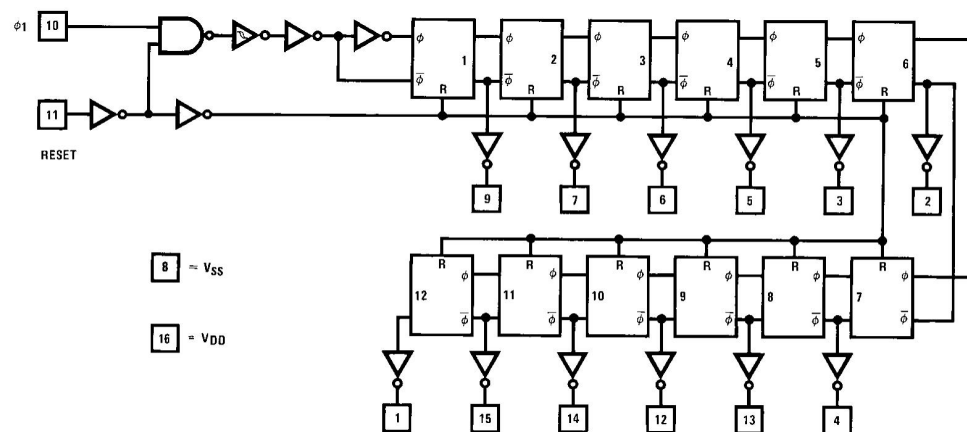 ϕ1 10
ϕ ϕ ϕ ϕ ϕ ϕ
1 2 3 4 5 6
ϕ̅ ϕ̅ ϕ̅ ϕ̅ ϕ̅ ϕ̅
R R R R R R
11
RESET
9 7 6 5 3 2
8 = VSS
R R R R R R
ϕ ϕ ϕ ϕ ϕ ϕ
12 11 10 9 8 7
ϕ̅ ϕ̅ ϕ̅ ϕ̅ ϕ̅ ϕ̅
16 = VDD
1 15 14 12 13 4